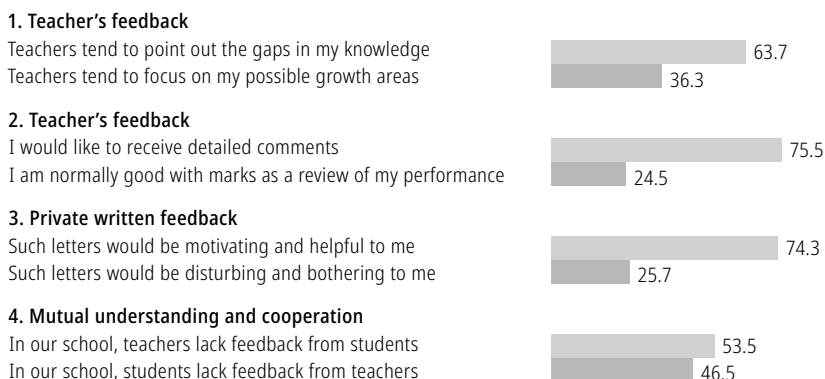 1. Teacher’s feedback
Teachers tend to point out the gaps in my knowledge 63.7
Teachers tend to focus on my possible growth areas 36.3
2. Teacher’s feedback
I would like to receive detailed comments 75.5
I am normally good with marks as a review of my performance 24.5
3. Private written feedback
Such letters would be motivating and helpful to me 74.3
Such letters would be disturbing and bothering to me 25.7
4. Mutual understanding and cooperation
In our school, teachers lack feedback from students 53.5
In our school, students lack feedback from teachers 46.5